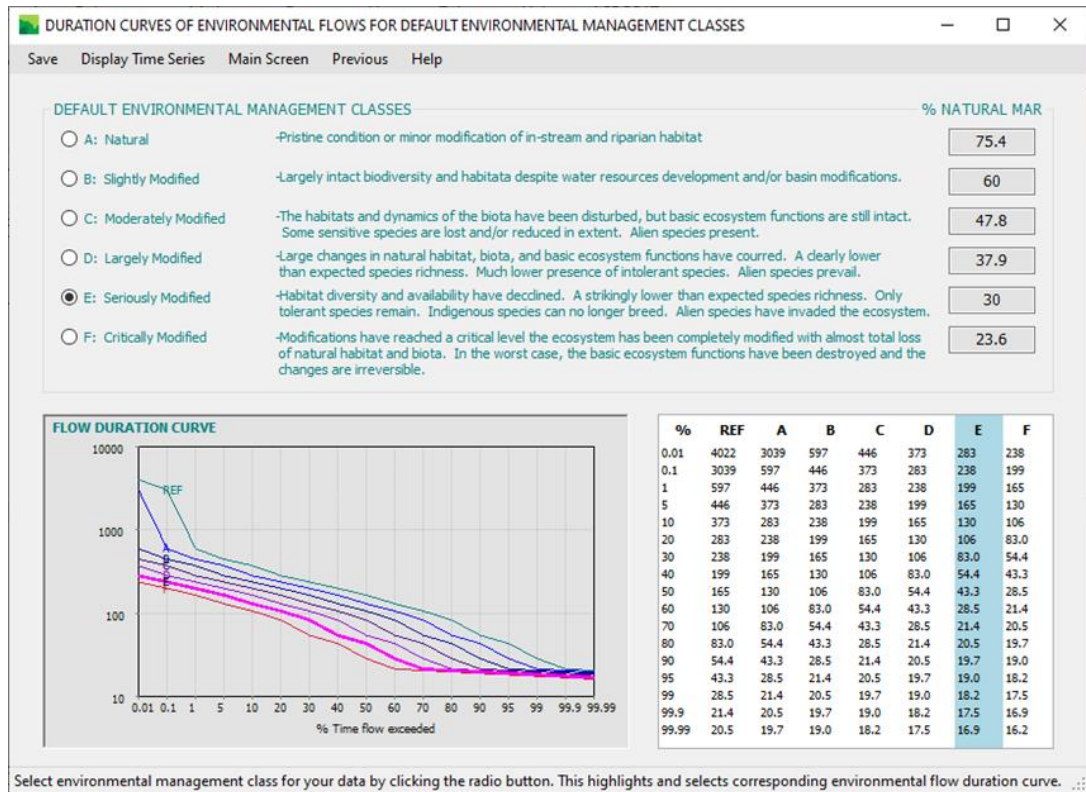 DURATION CURVES OF ENVIRONMENTAL FLOWS FOR DEFAULT ENVIRONMENTAL MANAGEMENT CLASSES
Save Display Time Series Main Screen Previous Help
DEFAULT ENVIRONMENTAL MANAGEMENT CLASSES % NATURAL MAR
A: Natural -Pristine condition or minor modification of in-stream and riparian habitat 75.4
B: Slightly Modified -Largely intact biodiversity and habitata despite water resources development and/or basin modifications. 60
C: Moderately Modified -The habitats and dynamics of the biota have been disturbed, but basic ecosystem functions are still intact. 47.8
Some sensitive species are lost and/or reduced in extent. Alien species present.
D: Largely Modified -Large changes in natural habitat, biota, and basic ecosystem functions have courred. A clearly lower 37.9
than expected species richness. Much lower presence of intolerant species. Alien species prevail.
E: Seriously Modified -Habitat diversity and availability have decclined. A strikingly lower than expected species richness. Only 30
tolerant species remain. Indigenous species can no longer breed. Alien species have invaded the ecosystem.
F: Critically Modified -Modifications have reached a critical level the ecosystem has been completely modified with almost total loss 23.6
of natural habitat and biota. In the worst case, the basic ecosystem functions have been destroyed and the
changes are irreversible.
FLOW DURATION CURVE
10000
1000
100
10
REF
A
0.01 0.1 1 5 10 20 30 40 50 60 70 80 90 95 99 99.9 99.99
% Time flow exceeded
% REF A B C D E F
0.01 4022 3039 597 446 373 283 238
0.1 3039 597 446 373 283 238 199
1 597 446 373 283 238 199 165
5 446 373 283 238 199 165 130
10 373 283 238 199 165 130 106
20 283 238 199 165 130 106 83.0
30 238 199 165 130 106 83.0 54.4
40 199 165 130 106 83.0 54.4 43.3
50 165 130 106 83.0 54.4 43.3 28.5
60 130 106 83.0 54.4 43.3 28.5 21.4
70 106 83.0 54.4 43.3 28.5 21.4 20.5
80 83.0 54.4 43.3 28.5 21.4 20.5 19.7
90 54.4 43.3 28.5 21.4 20.5 19.7 19.0
95 43.3 28.5 21.4 20.5 19.7 19.0 18.2
99 28.5 21.4 20.5 19.7 19.0 18.2 17.5
99.9 21.4 20.5 19.7 19.0 18.2 17.5 16.9
99.99 20.5 19.7 19.0 18.2 17.5 16.9 16.2
Select environmental management class for your data by clicking the radio button. This highlights and selects corresponding environmental flow duration curve.